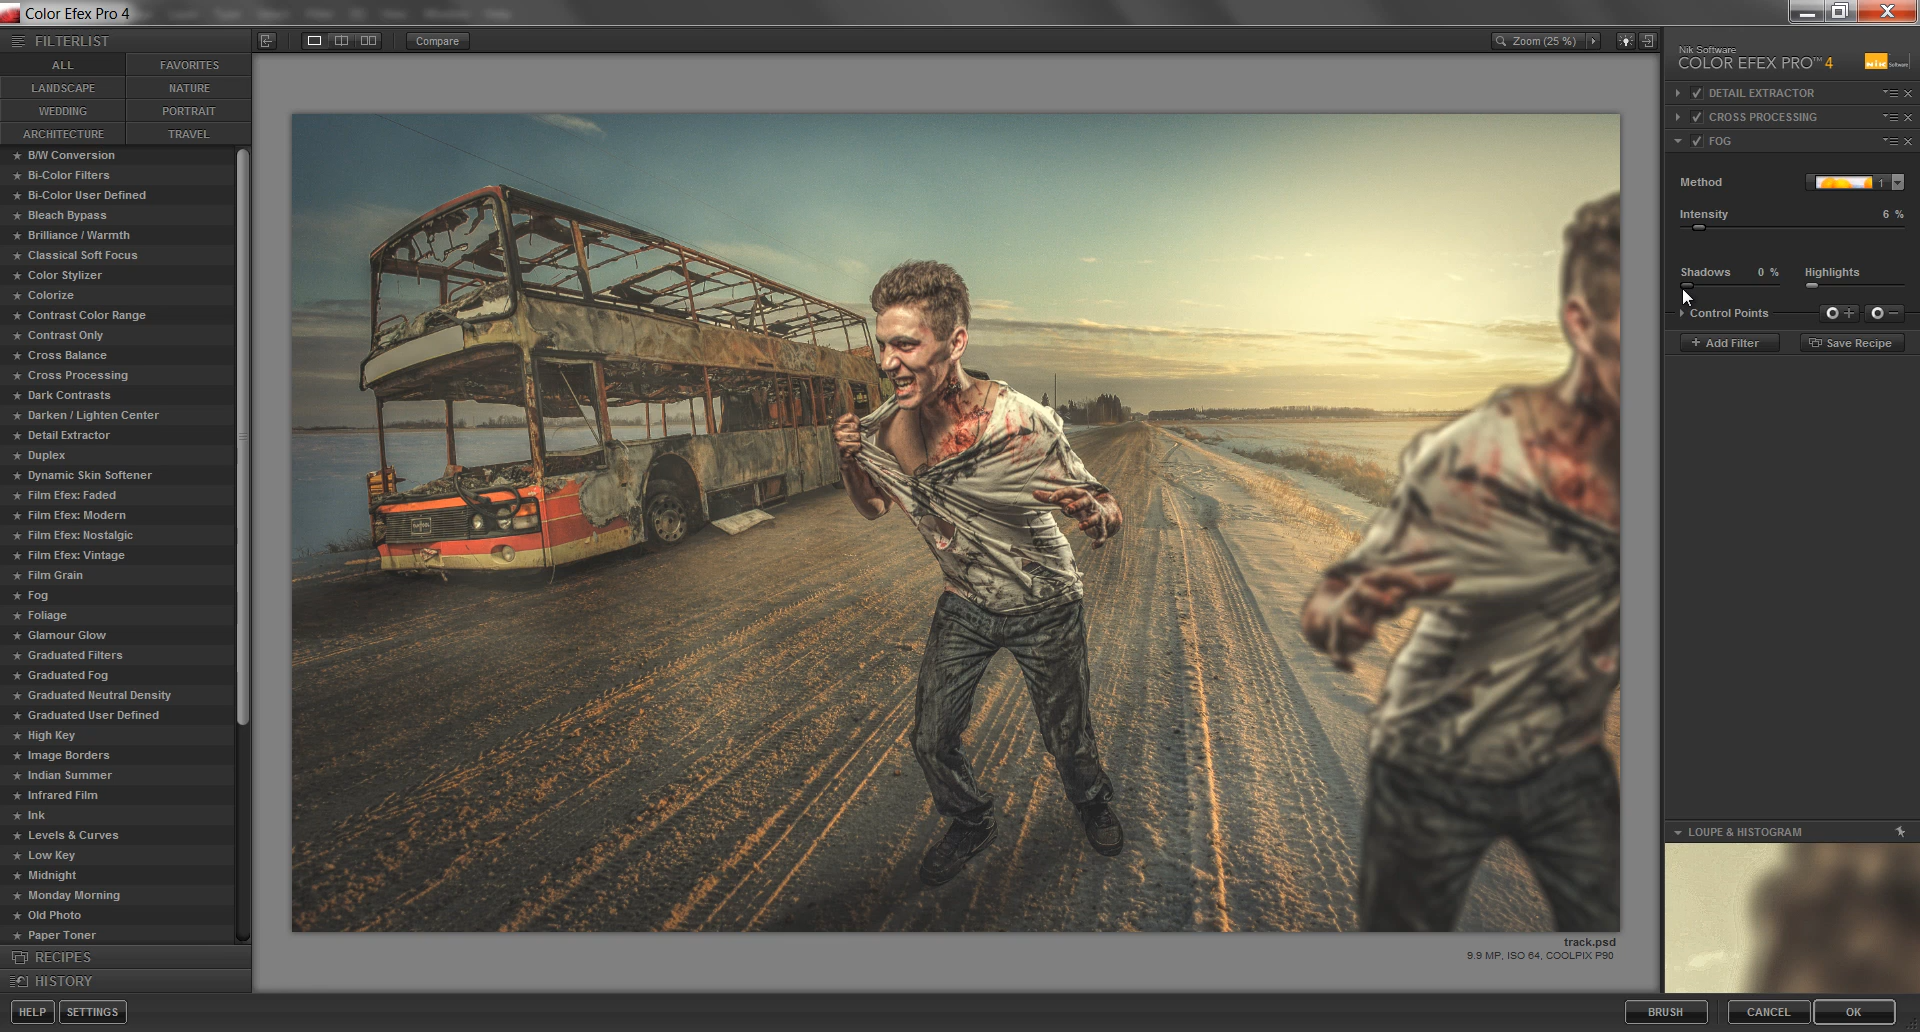 Color Efex Pro 4
FILTERLIST
ALL
FAVORITES
LANDSCAPE
NATURE
WEDDING
PORTRAIT
ARCHITECTURE
TRAVEL
B/W Conversion
Bi-Color Filters
Bi-Color User Defined
Bleach Bypass
Brilliance / Warmth
Classical Soft Focus
Color Stylizer
Colorize
Contrast Color Range
Contrast Only
Cross Balance
Cross Processing
Dark Contrasts
Darken / Lighten Center
Detail Extractor
Duplex
Dynamic Skin Softener
Film Efex: Faded
Film Efex: Modern
Film Efex: Nostalgic
Film Efex: Vintage
Film Grain
Fog
Foliage
Glamour Glow
Graduated Filters
Graduated Fog
Graduated Neutral Density
Graduated User Defined
High Key
Image Borders
Indian Summer
Infrared Film
Ink
Levels & Curves
Low Key
Midnight
Monday Morning
Old Photo
Paper Toner
RECIPES
HISTORY
HELP
SETTINGS
Compare
Zoom (25 %)
track.psd
9.9 MP, ISO 64, COOLPIX P90
Nik Software
COLOR EFEX PRO™ 4
nik Software
DETAIL EXTRACTOR
CROSS PROCESSING
FOG
Method
1
Intensity
6 %
Shadows 0 %
Highlights
Control Points
+ Add Filter
Save Recipe
LOUPE & HISTOGRAM
BRUSH
CANCEL
OK